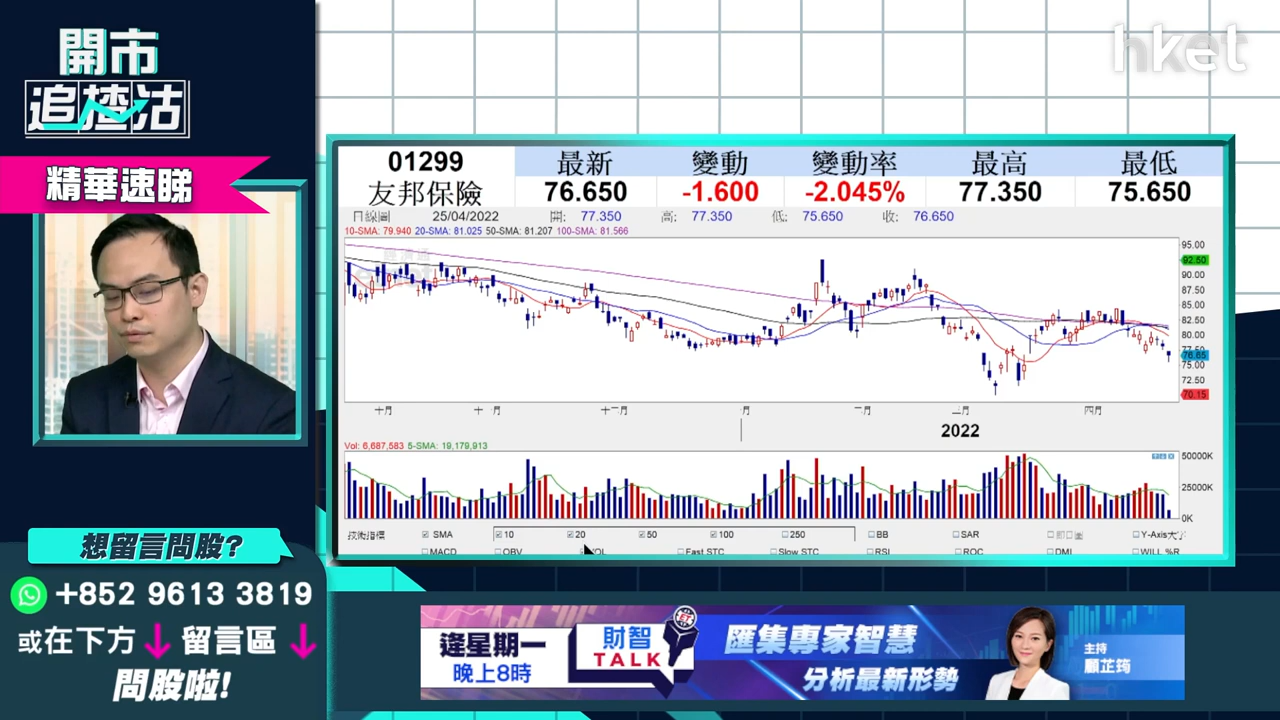 開市
追揸沽
精華速睇
hket
01299
友邦保險
最新 變動 變動率 最高 最低
76.650 -1.600 -2.045% 77.350 75.650
日線圖 25/04/2022 開: 77.350 高: 77.350 低: 75.650 收: 76.650
10-SMA: 79.940 20-SMA: 81.025 50-SMA: 81.207 100-SMA: 81.566
95.00
92.50
90.00
87.50
85.00
82.50
80.00
77.50
76.65
75.00
72.50
70.15
十月 十一月 十二月 一月 二月 三月 四月
2022
Vol: 6,687,583 5-SMA: 19,179,913
50000K
25000K
0K
技術指標 SMA 10 20 50 100 250 BB SAR Y-Axis大小
MACD OBV VOL Fast STC Slow STC RSI ROC DMI WILL %R
想留言問股?
+852 9613 3819
或在下方 留言區
問股啦!
逢星期一
晚上8時
財智
TALK
匯集專家智慧
分析最新形勢
主持
顧芷筠